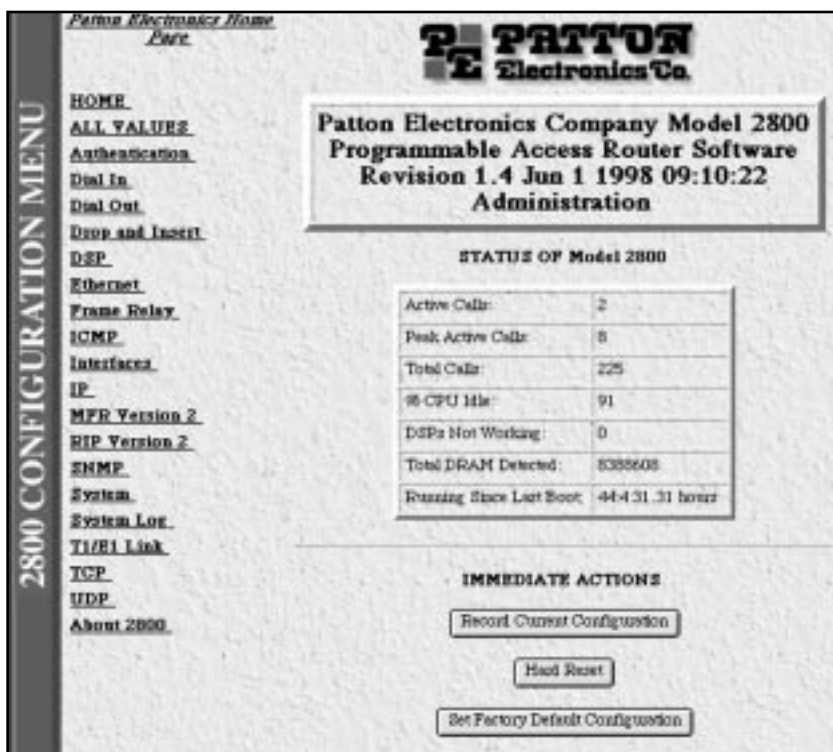 2800 CONFIGURATION MENU
Patton Electronics Home
Page
HOME
ALL VALUES
Authentication
Dial In
Dial Out
Drop and Insert
DSP
Ethernet
Frame Relay
ICMP
Interfaces
IP
MFR Version 2
RIP Version 2
SNMP
System
System Log
T1/E1 Link
TCP
UDP
About 2800
PE PATTON
Electronics Co.
Patton Electronics Company Model 2800
Programmable Access Router Software
Revision 1.4 Jun 1 1998 09:10:22
Administration
STATUS OF Model 2800
Active Calls: 2
Peak Active Calls: 8
Total Calls: 225
% CPU Idle: 91
DSPs Not Working: 0
Total DRAM Detected: 8388608
Running Since Last Boot: hours
IMMEDIATE ACTIONS
Record Current Configuration
Hard Reset
Set Factory Default Configuration